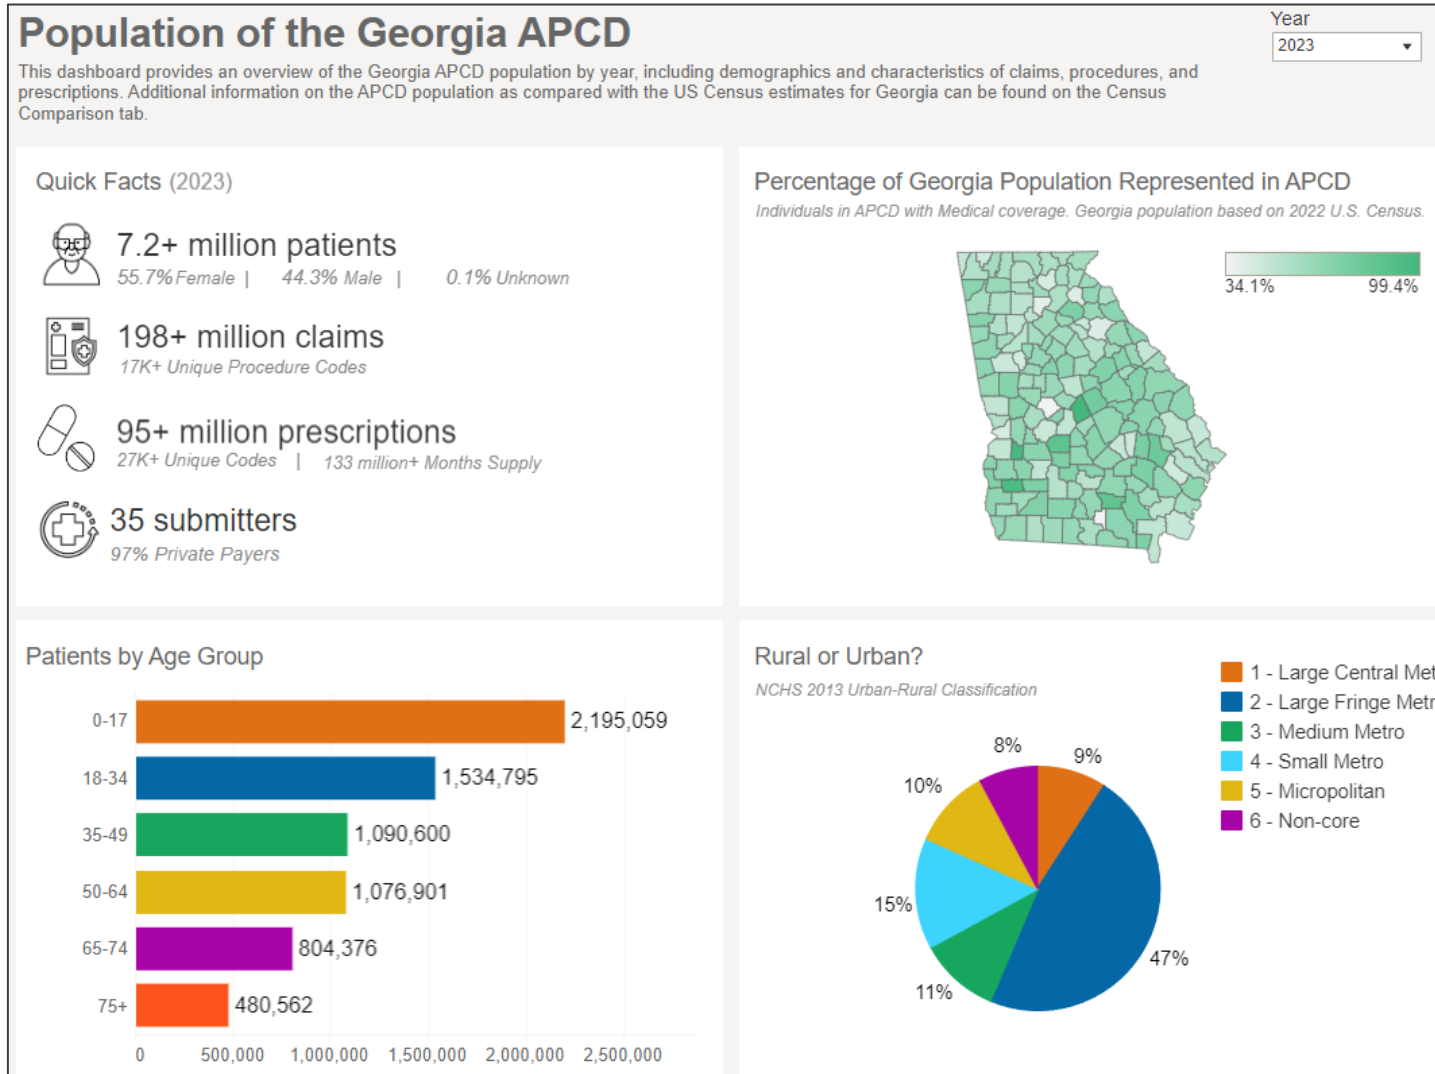 Population of the Georgia APCD
Year
2023
This dashboard provides an overview of the Georgia APCD population by year, including demographics and characteristics of claims, procedures, and
prescriptions. Additional information on the APCD population as compared with the US Census estimates for Georgia can be found on the Census
Comparison tab.
Quick Facts (2023)
7.2+ million patients
55.7% Female | 44.3% Male | 0.1% Unknown
198+ million claims
17K+ Unique Procedure Codes
95+ million prescriptions
27K+ Unique Codes | 133 million+ Months Supply
35 submitters
97% Private Payers
Percentage of Georgia Population Represented in APCD
Individuals in APCD with Medical coverage. Georgia population based on 2022 U.S. Census.
34.1% 99.4%
Patients by Age Group
0-17 2,195,059
18-34 1,534,795
35-49 1,090,600
50-64 1,076,901
65-74 804,376
75+ 480,562
0 500,000 1,000,000 1,500,000 2,000,000 2,500,000
Rural or Urban?
NCHS 2013 Urban-Rural Classification
1 - Large Central Met
2 - Large Fringe Metr
3 - Medium Metro
4 - Small Metro
5 - Micropolitan
6 - Non-core
8%
9%
10%
15%
47%
11%